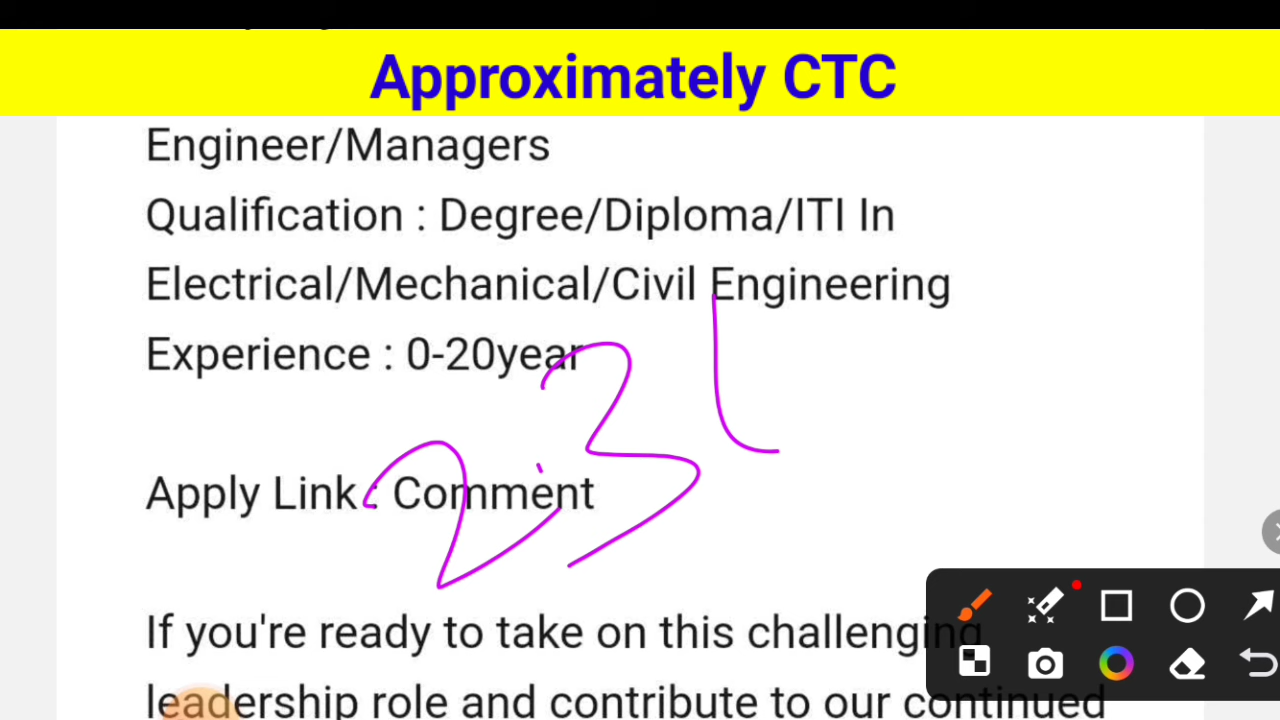 Approximately CTC
Engineer/Managers
Qualification : Degree/Diploma/ITI In
Electrical/Mechanical/Civil Engineering
Experience : 0-20year
2.3L
Apply Link : Comment
If you're ready to take on this challenging
leadership role and contribute to our continued